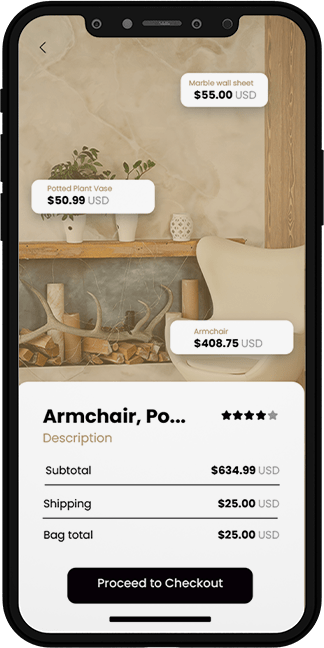 Marble wall sheet
$55.00 USD
Potted Plant Vase
$50.99 USD
Armchair
$408.75 USD
Armchair, Po...
Description
Subtotal
$634.99 USD
Shipping
$25.00 USD
Bag total
$25.00 USD
Proceed to Checkout